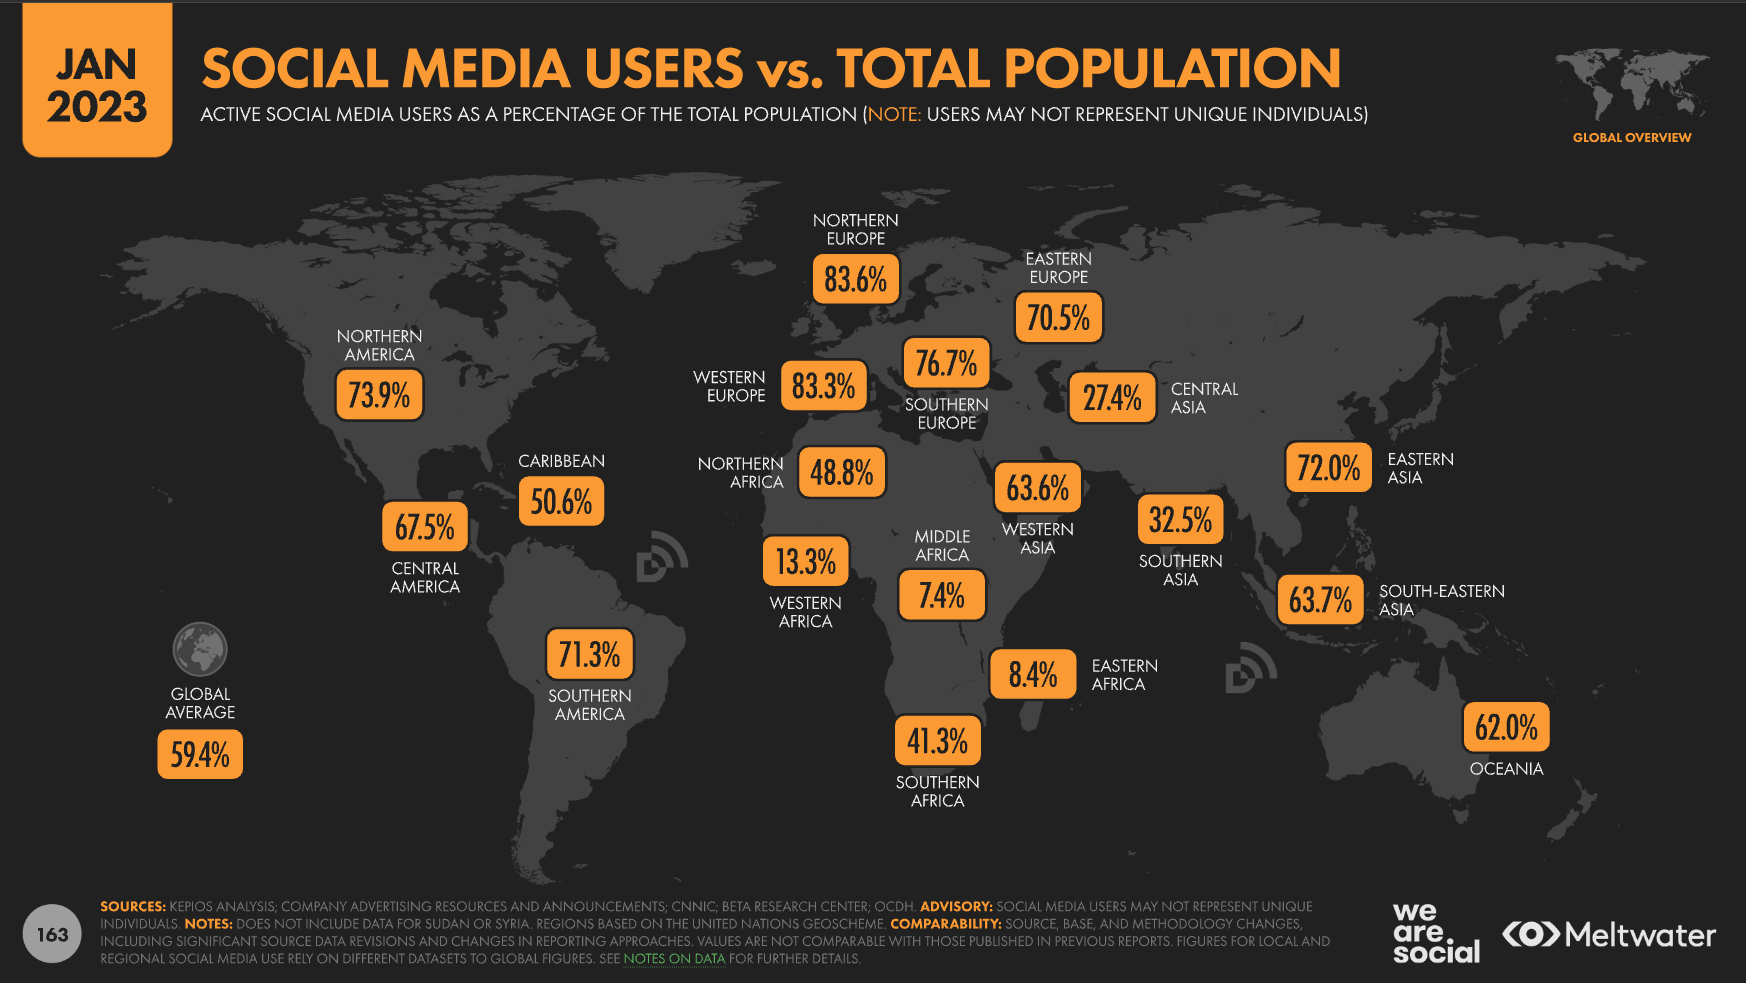 JAN
2023
SOCIAL MEDIA USERS vs. TOTAL POPULATION
ACTIVE SOCIAL MEDIA USERS AS A PERCENTAGE OF THE TOTAL POPULATION (NOTE: USERS MAY NOT REPRESENT UNIQUE INDIVIDUALS)
GLOBAL OVERVIEW
NORTHERN
EUROPE
83.6%
EASTERN
EUROPE
70.5%
NORTHERN
AMERICA
73.9%
WESTERN
EUROPE
83.3%
76.7%
SOUTHERN
EUROPE
27.4%
CENTRAL
ASIA
CARIBBEAN
50.6%
NORTHERN
AFRICA
48.8%
63.6%
WESTERN
ASIA
72.0%
EASTERN
ASIA
67.5%
CENTRAL
AMERICA
13.3%
WESTERN
AFRICA
MIDDLE
AFRICA
7.4%
32.5%
SOUTHERN
ASIA
63.7%
SOUTH-EASTERN
ASIA
71.3%
SOUTHERN
AMERICA
8.4%
EASTERN
AFRICA
GLOBAL
AVERAGE
59.4%
41.3%
SOUTHERN
AFRICA
62.0%
OCEANIA
163
SOURCES: KEPIOS ANALYSIS; COMPANY ADVERTISING RESOURCES AND ANNOUNCEMENTS; CNNIC; BETA RESEARCH CENTER; OCDH. ADVISORY: SOCIAL MEDIA USERS MAY NOT REPRESENT UNIQUE
INDIVIDUALS. NOTES: DOES NOT INCLUDE DATA FOR SUDAN OR SYRIA. REGIONS BASED ON THE UNITED NATIONS GEOSCHEME. COMPARABILITY: SOURCE, BASE, AND METHODOLOGY CHANGES,
INCLUDING SIGNIFICANT SOURCE DATA REVISIONS AND CHANGES IN REPORTING APPROACHES. VALUES ARE NOT COMPARABLE WITH THOSE PUBLISHED IN PREVIOUS REPORTS. FIGURES FOR LOCAL AND
REGIONAL SOCIAL MEDIA USE RELY ON DIFFERENT DATASETS TO GLOBAL FIGURES. SEE NOTES ON DATA FOR FURTHER DETAILS.
we
are
social
Meltwater